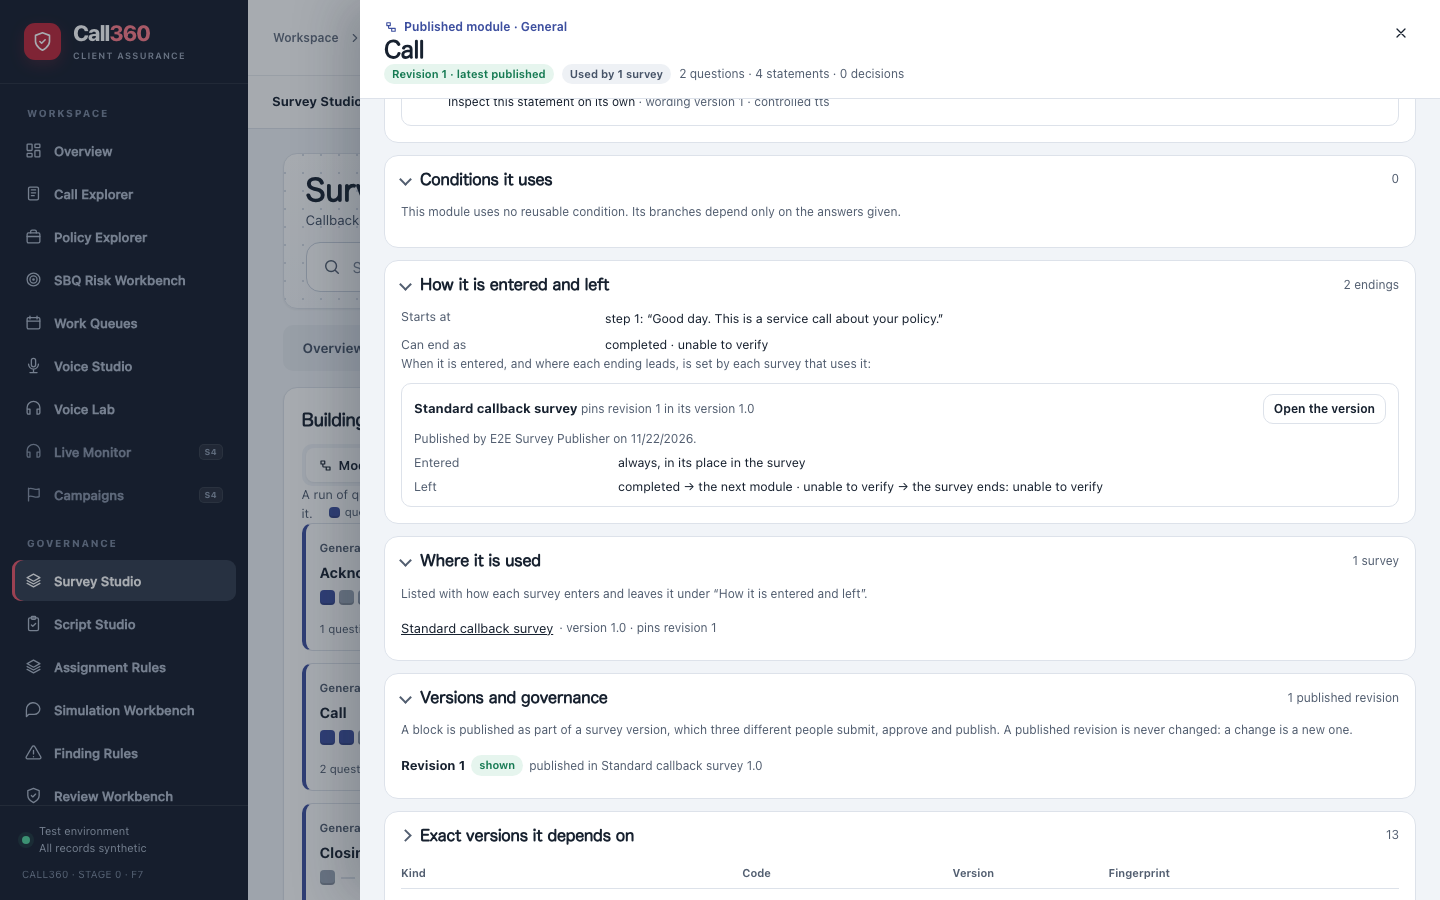 Call360
CLIENT ASSURANCE
WORKSPACE
Overview
Call Explorer
Policy Explorer
SBQ Risk Workbench
Work Queues
Voice Studio
Voice Lab
Live Monitor S4
Campaigns S4
GOVERNANCE
Survey Studio
Script Studio
Assignment Rules
Simulation Workbench
Finding Rules
Review Workbench
Test environment
All records synthetic
CALL360 · STAGE 0 · F7
Workspace
Survey Studio
Callback
Overview
Building
A run of
it.
Call
1
2
Published module · General
Call
Revision 1 · latest published Used by 1 survey 2 questions · 4 statements · 0 decisions
Inspect this statement on its own · wording version 1 · controlled tts
Conditions it uses 0
This module uses no reusable condition. Its branches depend only on the answers given.
How it is entered and left 2 endings
Starts at step 1: “Good day. This is a service call about your policy.”
Can end as completed · unable to verify
When it is entered, and where each ending leads, is set by each survey that uses it:
Standard callback survey pins revision 1 in its version 1.0 Open the version
Published by E2E Survey Publisher on 11/22/2026.
Entered always, in its place in the survey
Left completed → the next module · unable to verify → the survey ends: unable to verify
Where it is used 1 survey
Listed with how each survey enters and leaves it under “How it is entered and left”.
Standard callback survey · version 1.0 · pins revision 1
Versions and governance 1 published revision
A block is published as part of a survey version, which three different people submit, approve and publish. A published revision is never changed: a change is a new one.
Revision 1 shown published in Standard callback survey 1.0
Exact versions it depends on 13
Kind Code Version Fingerprint